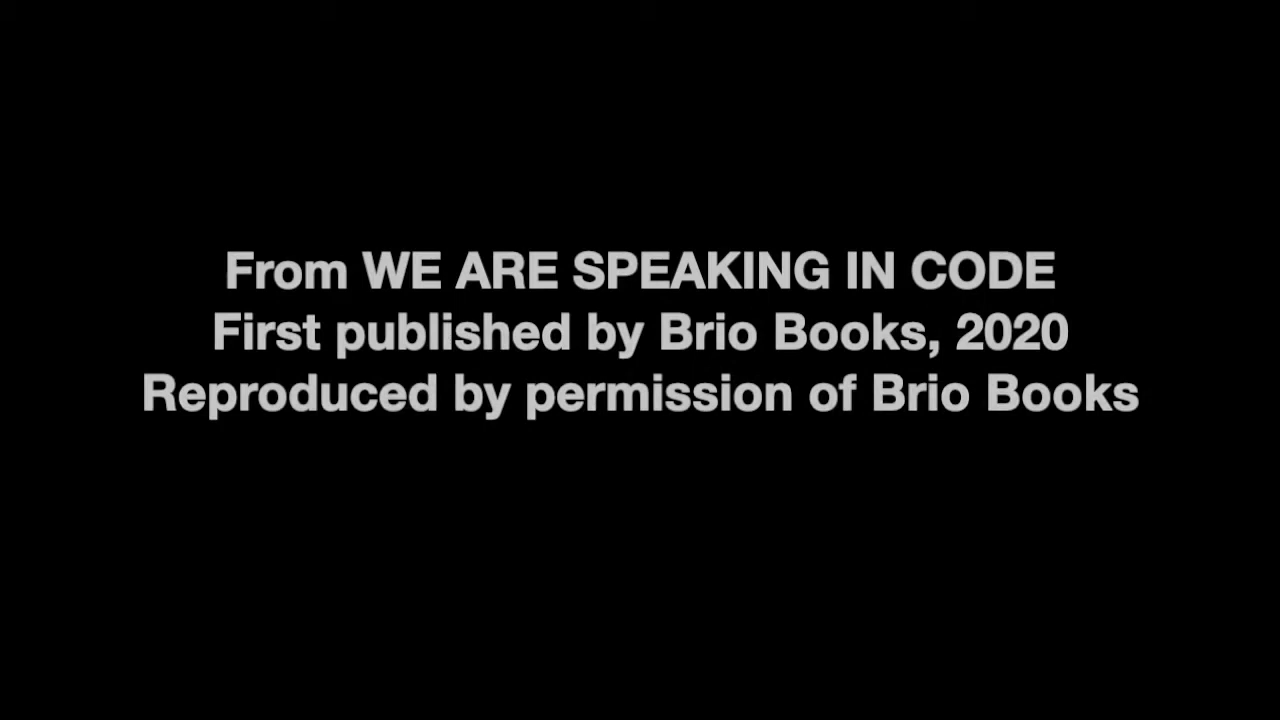 From WE ARE SPEAKING IN CODE
First published by Brio Books, 2020
Reproduced by permission of Brio Books